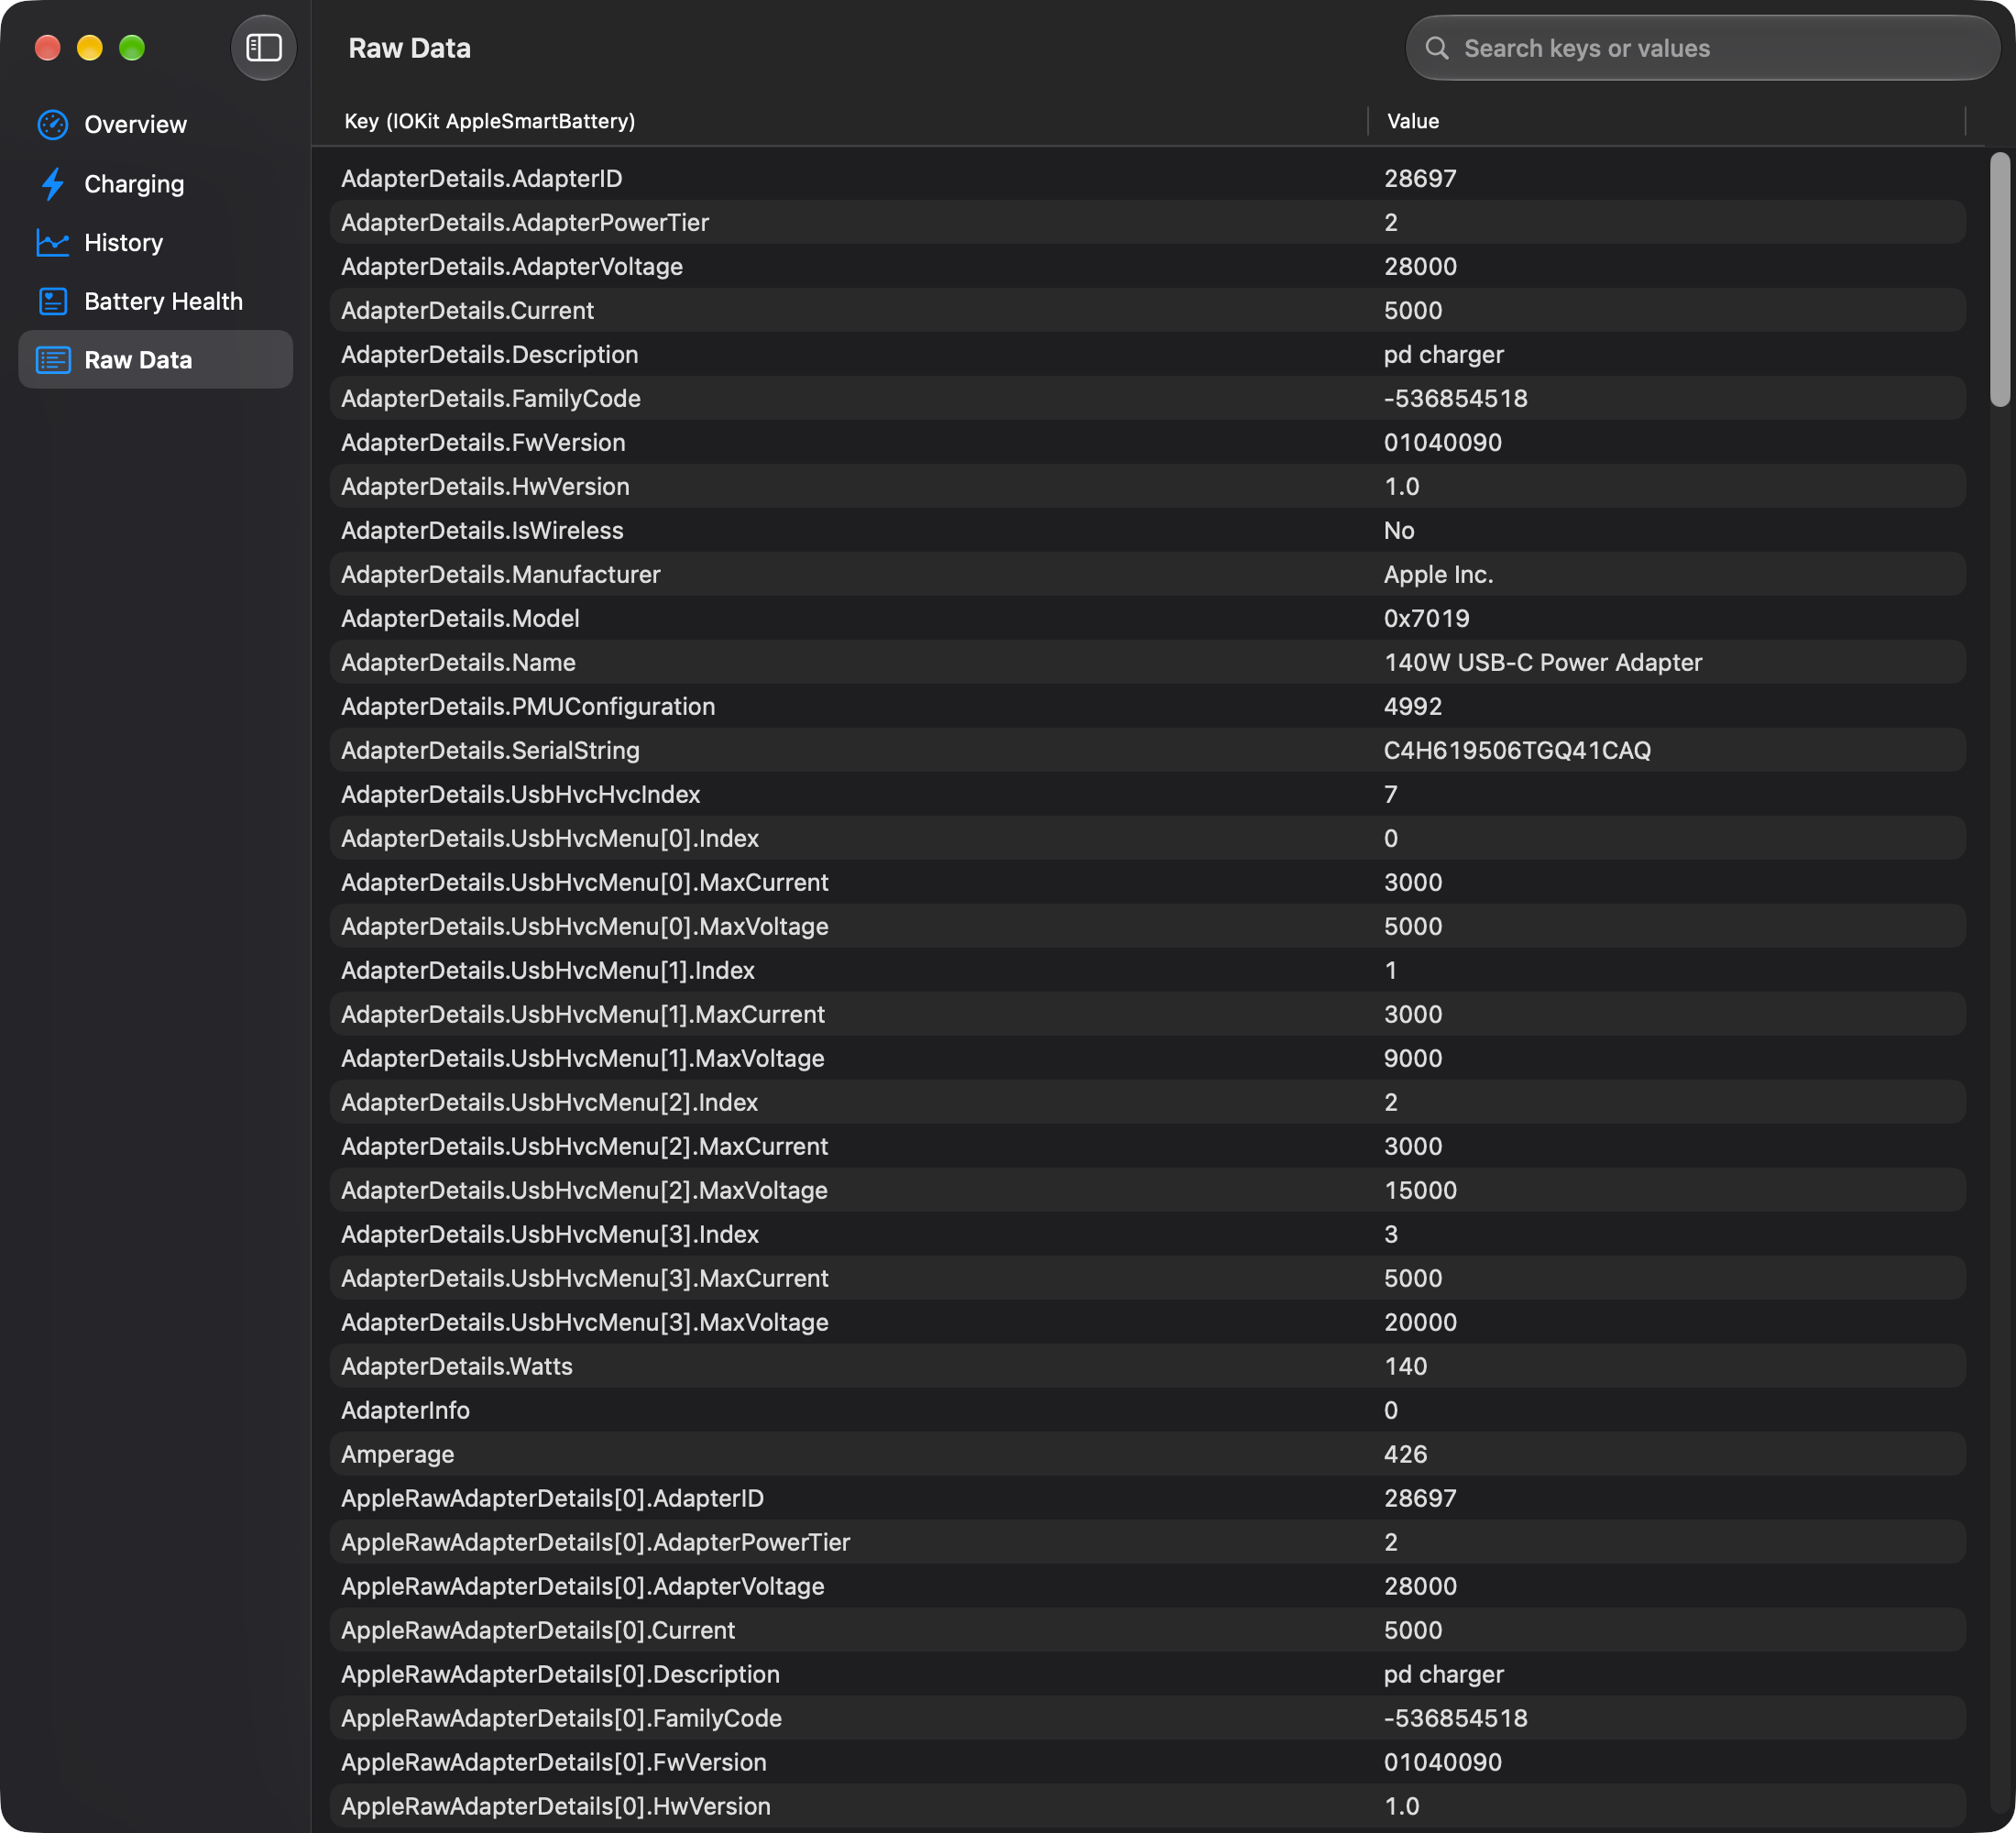 Raw Data
Search keys or values
Overview
Charging
History
Battery Health
Raw Data
Key (IOKit AppleSmartBattery) Value
AdapterDetails.AdapterID 28697
AdapterDetails.AdapterPowerTier 2
AdapterDetails.AdapterVoltage 28000
AdapterDetails.Current 5000
AdapterDetails.Description pd charger
AdapterDetails.FamilyCode -536854518
AdapterDetails.FwVersion 01040090
AdapterDetails.HwVersion 1.0
AdapterDetails.IsWireless No
AdapterDetails.Manufacturer Apple Inc.
AdapterDetails.Model 0x7019
AdapterDetails.Name 140W USB-C Power Adapter
AdapterDetails.PMUConfiguration 4992
AdapterDetails.SerialString C4H619506TGQ41CAQ
AdapterDetails.UsbHvcHvcIndex 7
AdapterDetails.UsbHvcMenu[0].Index 0
AdapterDetails.UsbHvcMenu[0].MaxCurrent 3000
AdapterDetails.UsbHvcMenu[0].MaxVoltage 5000
AdapterDetails.UsbHvcMenu[1].Index 1
AdapterDetails.UsbHvcMenu[1].MaxCurrent 3000
AdapterDetails.UsbHvcMenu[1].MaxVoltage 9000
AdapterDetails.UsbHvcMenu[2].Index 2
AdapterDetails.UsbHvcMenu[2].MaxCurrent 3000
AdapterDetails.UsbHvcMenu[2].MaxVoltage 15000
AdapterDetails.UsbHvcMenu[3].Index 3
AdapterDetails.UsbHvcMenu[3].MaxCurrent 5000
AdapterDetails.UsbHvcMenu[3].MaxVoltage 20000
AdapterDetails.Watts 140
AdapterInfo 0
Amperage 426
AppleRawAdapterDetails[0].AdapterID 28697
AppleRawAdapterDetails[0].AdapterPowerTier 2
AppleRawAdapterDetails[0].AdapterVoltage 28000
AppleRawAdapterDetails[0].Current 5000
AppleRawAdapterDetails[0].Description pd charger
AppleRawAdapterDetails[0].FamilyCode -536854518
AppleRawAdapterDetails[0].FwVersion 01040090
AppleRawAdapterDetails[0].HwVersion 1.0